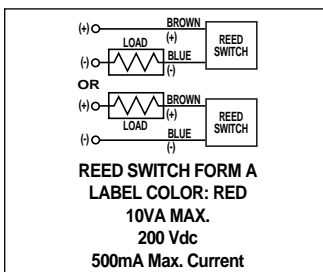 (+) BROWN
(+)
LOAD
REED
SWITCH
(-) BLUE
(-)
OR
(+) BROWN
(+)
LOAD
REED
SWITCH
BLUE
(-)
(-)
REED SWITCH FORM A
LABEL COLOR: RED
10VA MAX.
200 Vdc
500mA Max. Current